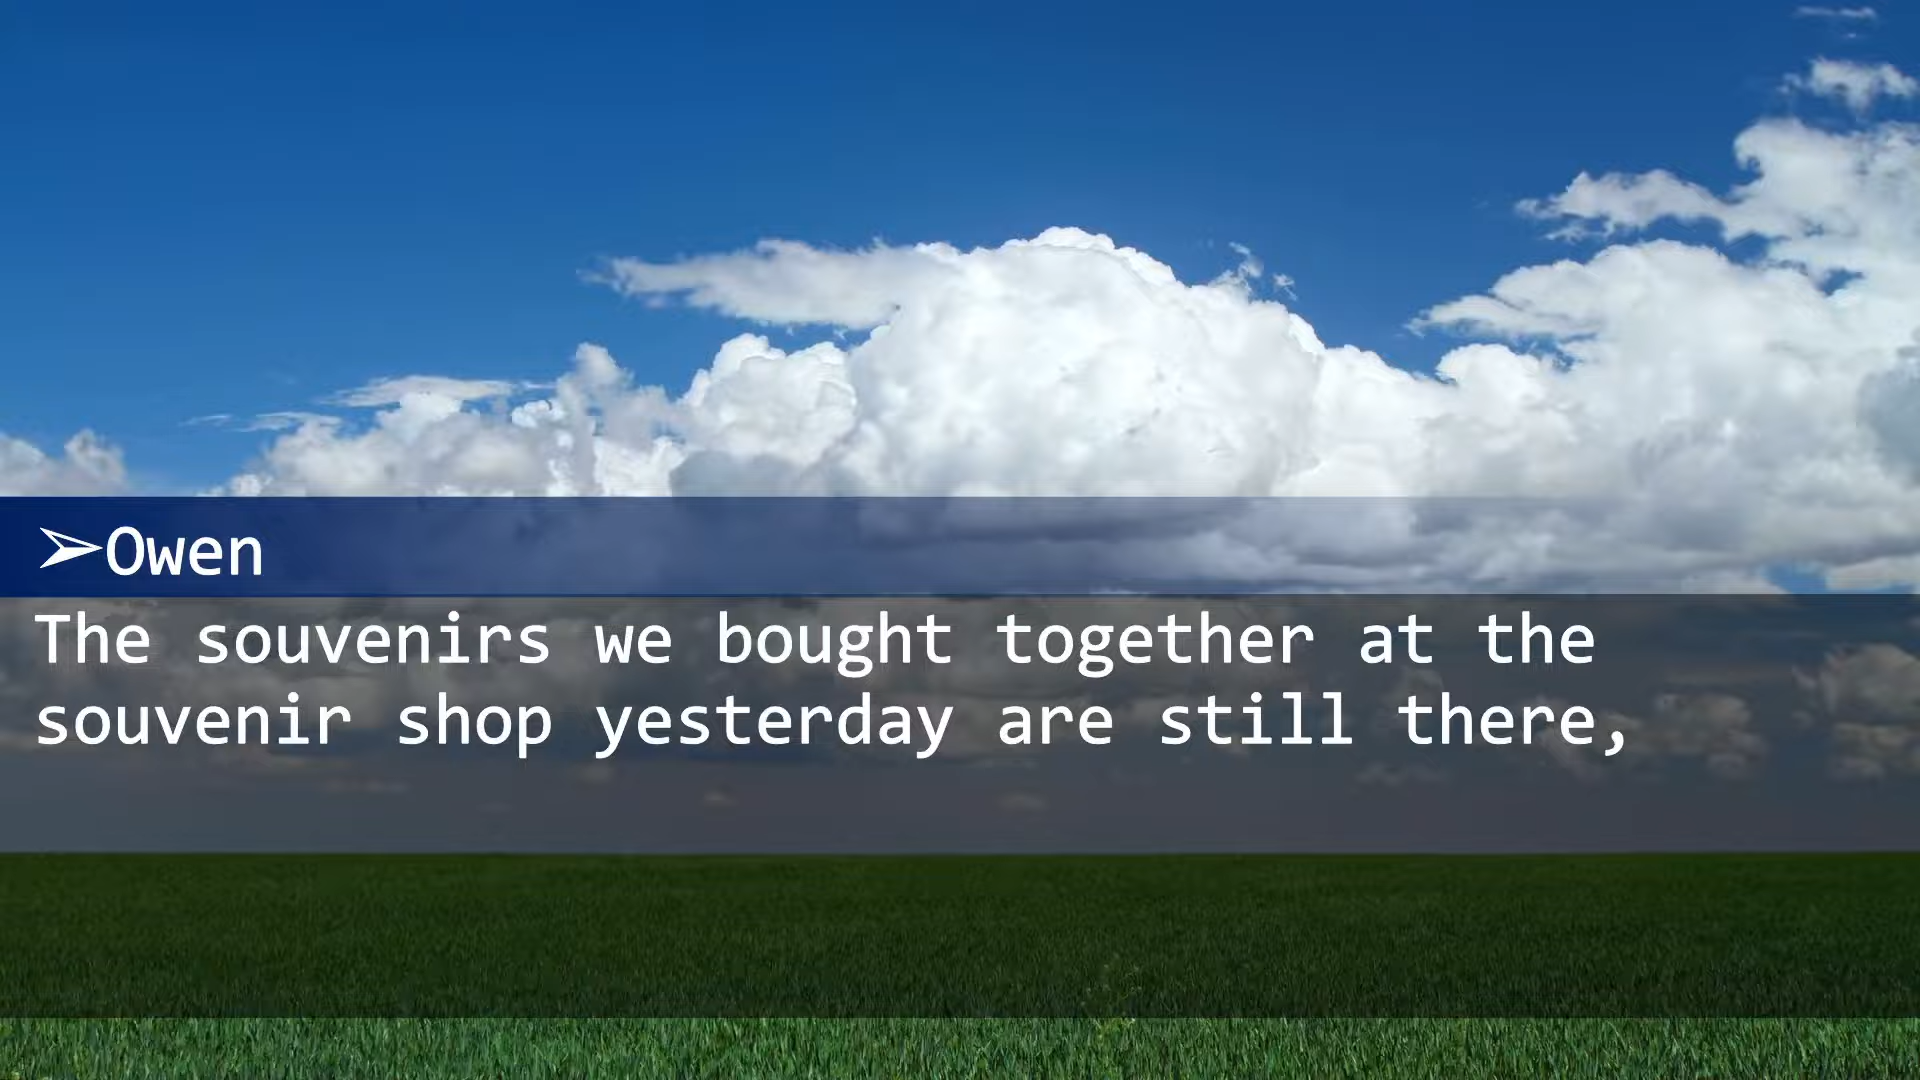 ➢Owen
The souvenirs we bought together at the
souvenir shop yesterday are still there,